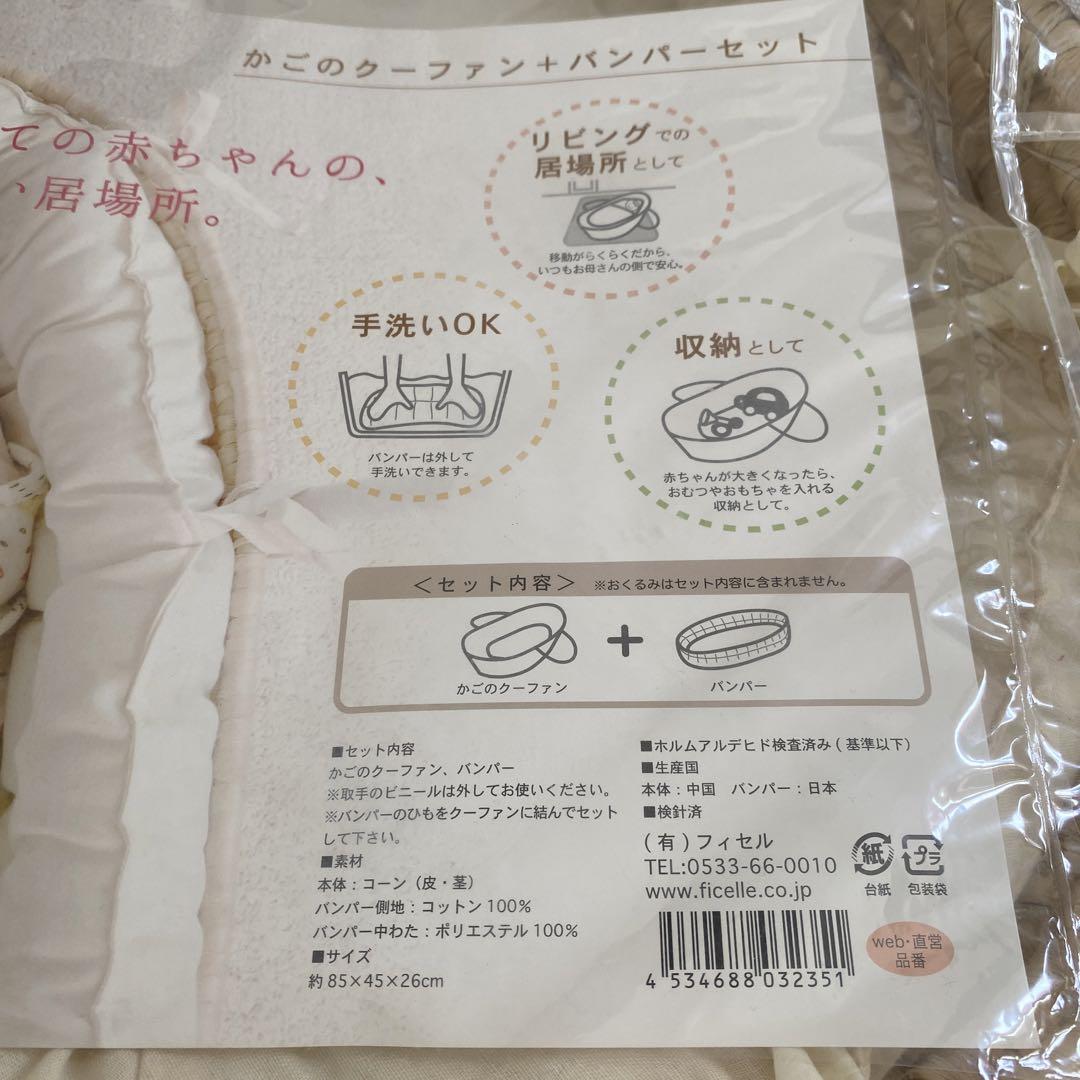 かごのクーファン+バンパーセット
ての赤ちゃんの、
い居場所。
リビングでの
居場所として
移動がらくらくだから、
いつもお母さんの側で安心。
手洗いOK
バンパーは外して
手洗いできます。
収納として
赤ちゃんが大きくなったら、
おむつやおもちゃを入れる
収納として。
＜セット内容＞ ※おくるみはセット内容に含まれません。
+
かごのクーファン バンパー
■セット内容
かごのクーファン、バンパー
※取手のビニールは外してお使いください。
※バンパーのひもをクーファンに結んでセット
して下さい。
■素材
本体：コーン（皮・茎）
バンパー側地：コットン100%
バンパー中わた：ポリエステル100%
■サイズ
約85×45×26cm
■ホルムアルデヒド検査済み(基準以下)
■生産国
本体：中国 バンパー：日本
■検針済
(有)フィセル
TEL:0533-66-0010
www.ficelle.co.jp
紙
台紙
プラ
包装袋
4 534688 032351
web・直営
品番